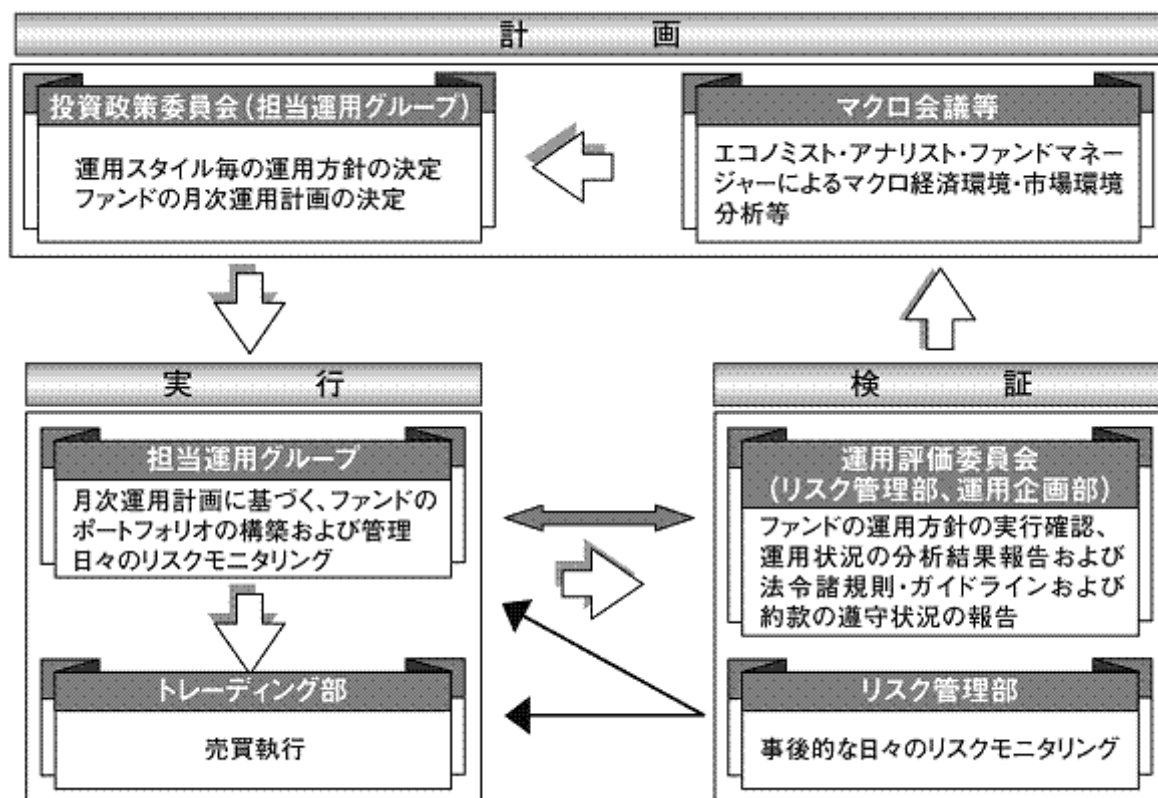 計画
投資政策委員会(担当運用グループ)
運用スタイル毎の運用方針の決定
ファンドの月次運用計画の決定
マクロ会議等
エコノミスト・アナリスト・ファンドマネー
ジャーによるマクロ経済環境・市場環境
分析等
実行
担当運用グループ
月次運用計画に基づく、ファンドの
ポートフォリオの構築および管理
日々のリスクモニタリング
トレーディング部
売買執行
検証
運用評価委員会
(リスク管理部、運用企画部)
ファンドの運用方針の実行確認、
運用状況の分析結果報告および
法令諸規則・ガイドラインおよび
約款の遵守状況の報告
リスク管理部
事後的な日々のリスクモニタリング